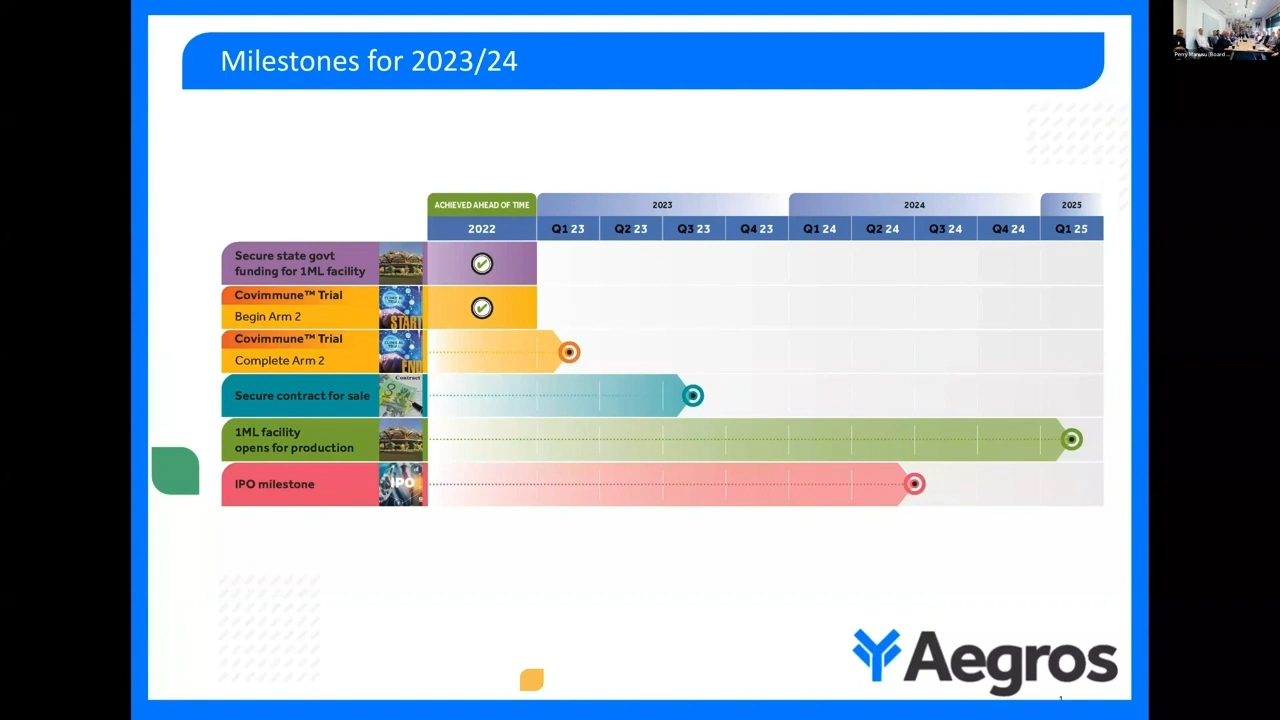 Milestones for 2023/24
ACHIEVED AHEAD OF TIME
2023
2024
2025
2022
Q1 23
Q2 23
Q3 23
Q4 23
Q1 24
Q2 24
Q3 24
Q4 24
Q1 25
Secure state govt
funding for 1ML facility
Covimmune™ Trial
Begin Arm 2
START
Covimmune™ Trial
Complete Arm 2
END
Secure contract for sale
Contract
1ML facility
opens for production
IPO milestone
IPO
Aegros
1